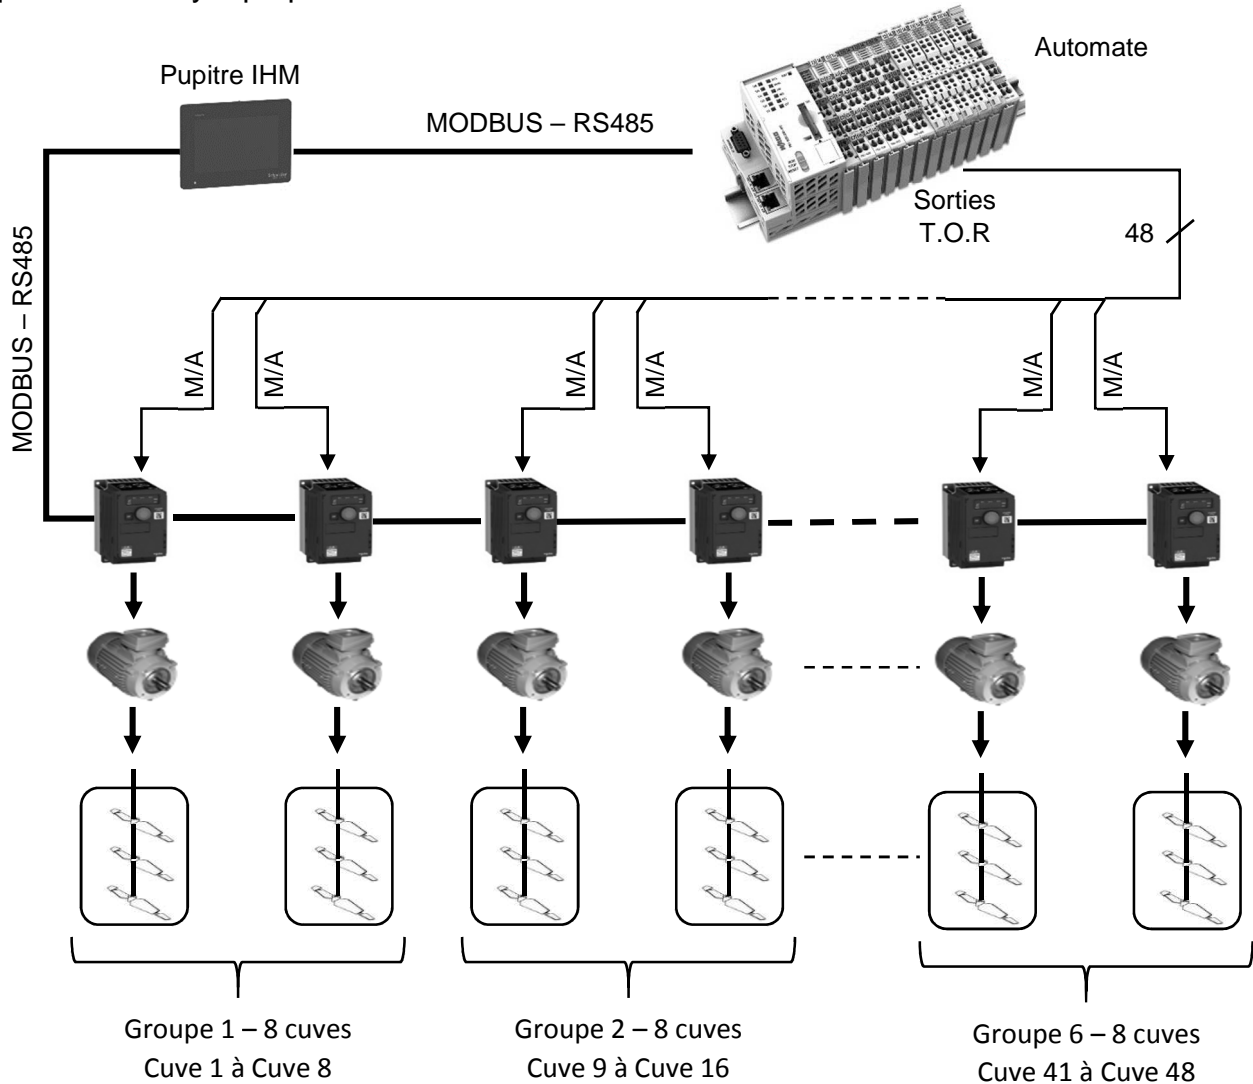 Pupitre IHM
Automate
MODBUS – RS485
Sorties
T.O.R
48
MODBUS – RS485
M/A
M/A
M/A
M/A
M/A
M/A
Groupe 1 – 8 cuves
Cuve 1 à Cuve 8
Groupe 2 – 8 cuves
Cuve 9 à Cuve 16
Groupe 6 – 8 cuves
Cuve 41 à Cuve 48